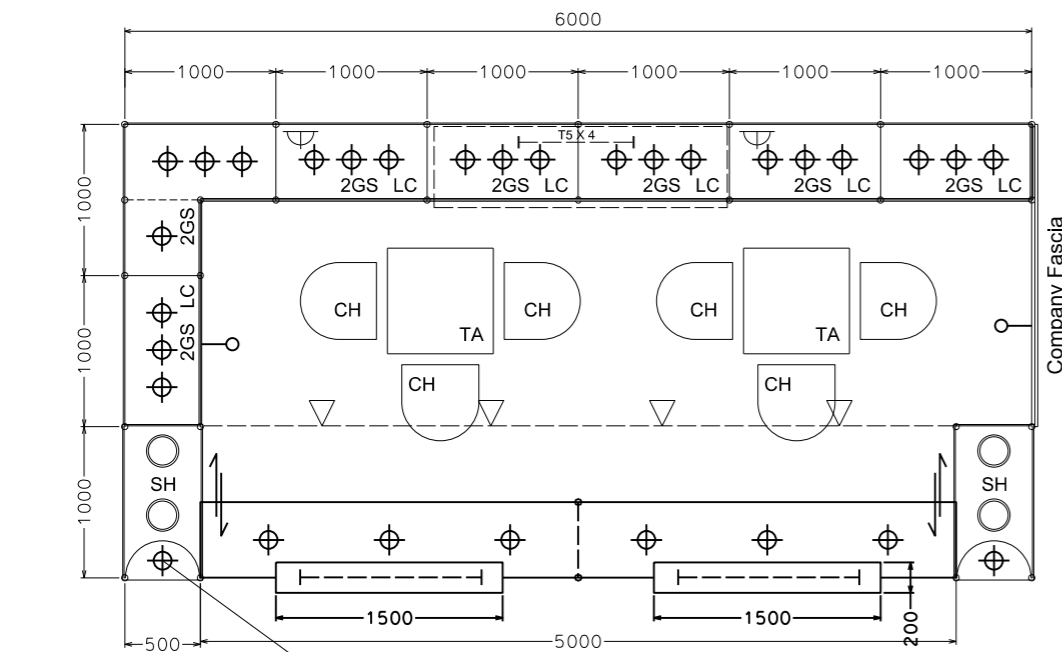 6000
1000 1000 1000 1000 1000 1000
T5 X 4
2GS LC 2GS LC 2GS LC 2GS LC 2GS LC
1000
2GS
Company Fascia
LC
CH CH CH CH
TA TA
1000
2GS
CH CH
SH SH
1000
1500 1500
200
500 5000